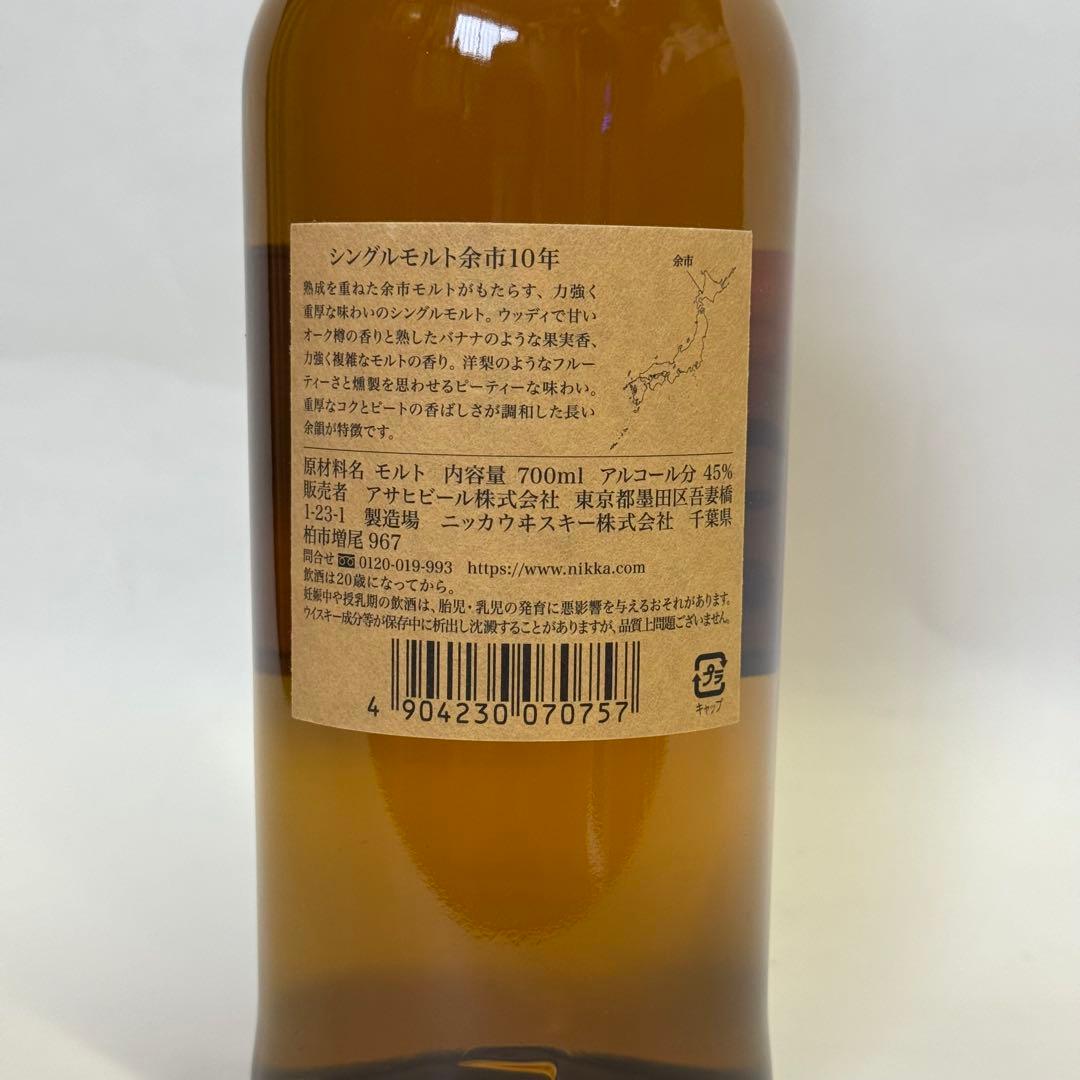 シングルモルト余市10年
余市
熟成を重ねた余市モルトがもたらす、力強く
重厚な味わいのシングルモルト。ウッディで甘い
オーク樽の香りと熟したバナナのような果実香、
力強く複雑なモルトの香り。洋梨のようなフルー
ティーさと燻製を思わせるピーティーな味わい。
重厚なコクとピートの香ばしさが調和した長い
余韻が特徴です。
原材料名 モルト 内容量 700ml アルコール分 45%
販売者 アサヒビール株式会社 東京都墨田区吾妻橋
1-23-1 製造場 ニッカウヰスキー株式会社 千葉県
柏市増尾967
問合せ 0120-019-993 https://www.nikka.com
飲酒は20歳になってから。
妊娠中や授乳期の飲酒は、胎児・乳児の発育に悪影響を与えるおそれがあります。
ウイスキー成分等が保存中に析出し沈澱することがありますが、品質上問題ございません。
4 904230 070757
プラ
キャップ